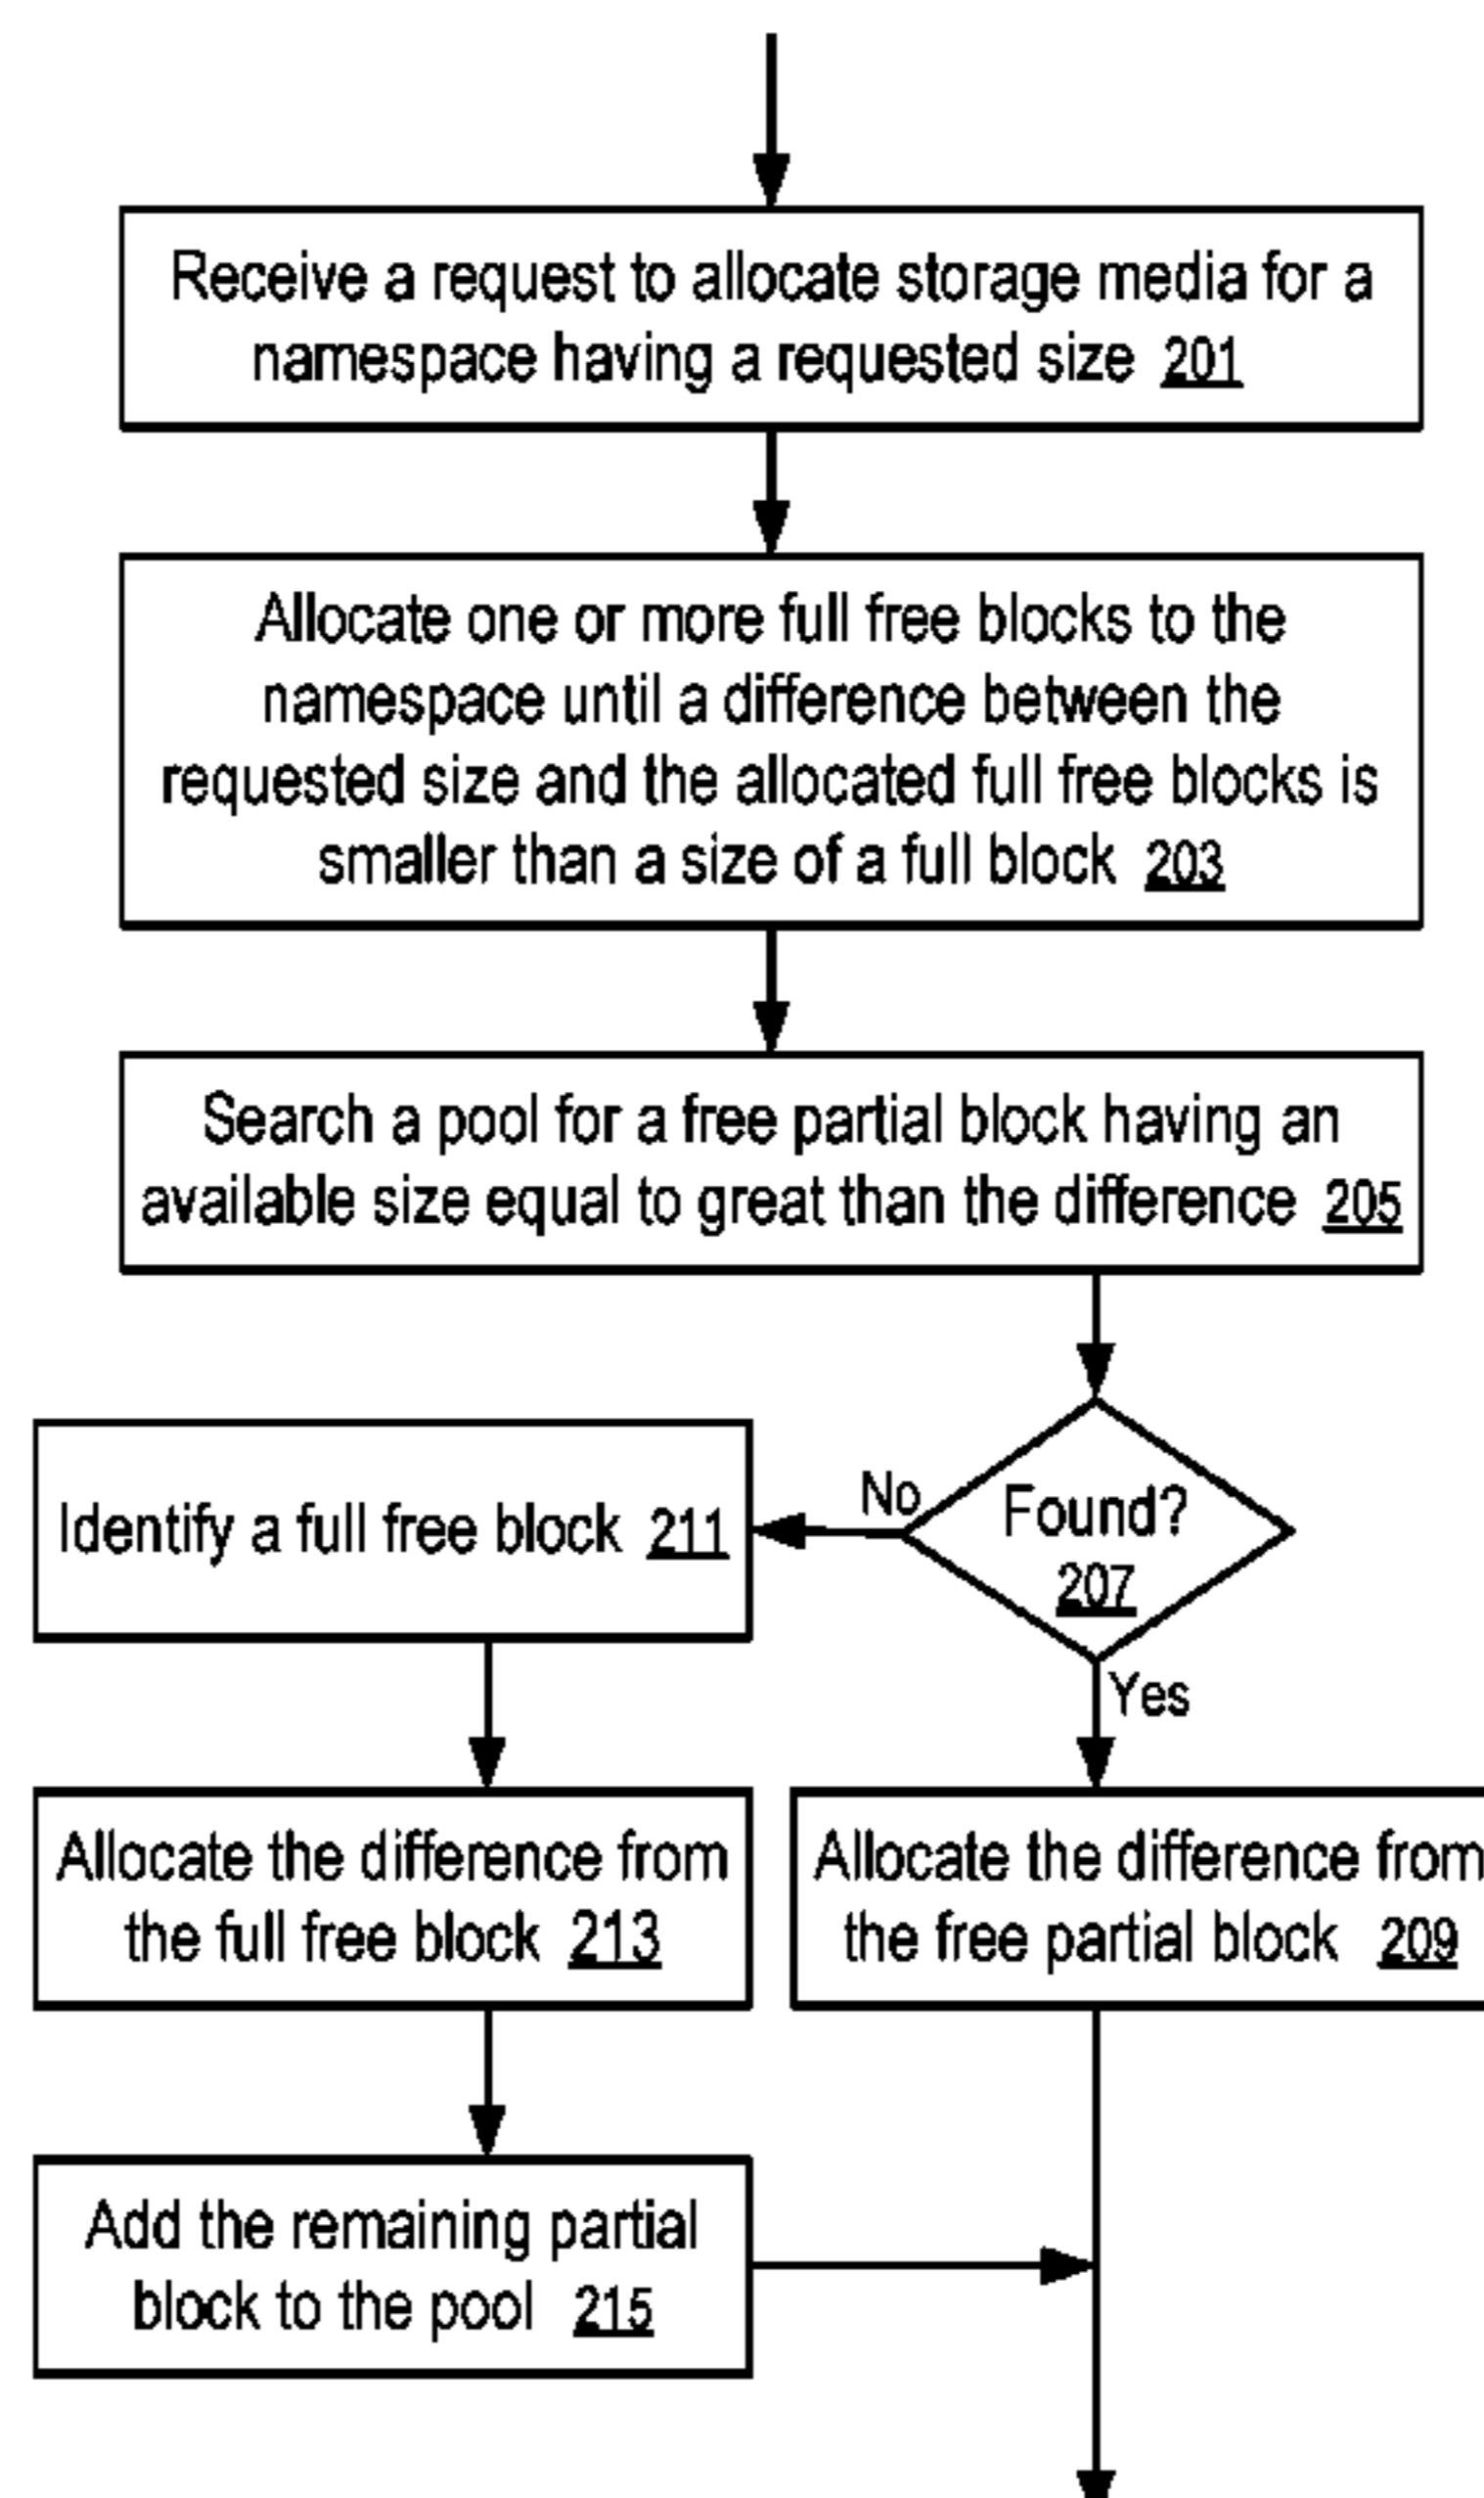 Receive a request to allocate storage media for a
namespace having a requested size 201
Allocate one or more full free blocks to the
namespace until a difference between the
requested size and the allocated full free blocks is
smaller than a size of a full block 203
Search a pool for a free partial block having an
available size equal to great than the difference 205
Found?
207
No
Yes
Identify a full free block 211
Allocate the difference from
the full free block 213
Allocate the difference from
the free partial block 209
Add the remaining partial
block to the pool 215